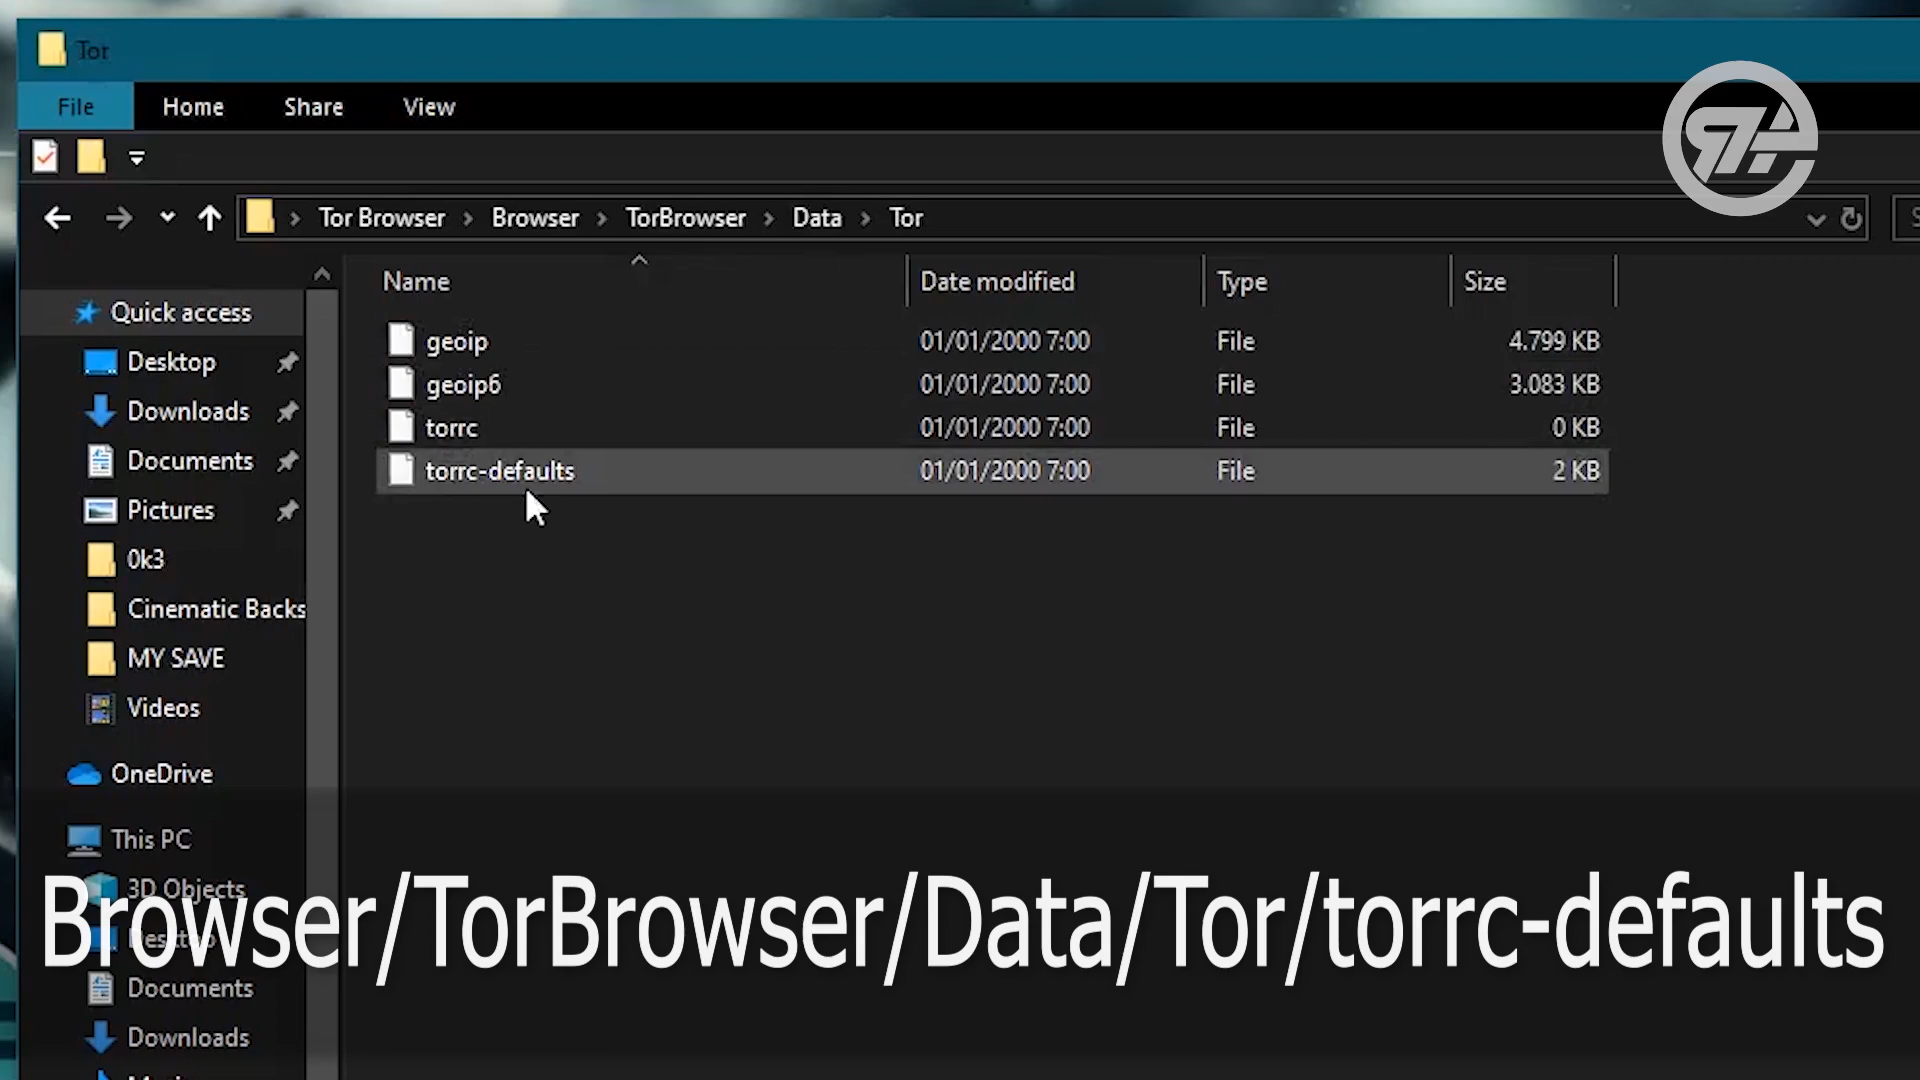 Tor
File Home Share View
Tor Browser Browser TorBrowser Data Tor
Name Date modified Type Size
Quick access
Desktop
Downloads
Documents
Pictures
0k3
Cinematic Backs
MY SAVE
Videos
OneDrive
This PC
3D Objects
Desktop
Documents
Downloads
geoip 01/01/2000 7:00 File 4.799 KB
geoip6 01/01/2000 7:00 File 3.083 KB
torrc 01/01/2000 7:00 File 0 KB
torrc-defaults 01/01/2000 7:00 File 2 KB
Browser/TorBrowser/Data/Tor/torrc-defaults